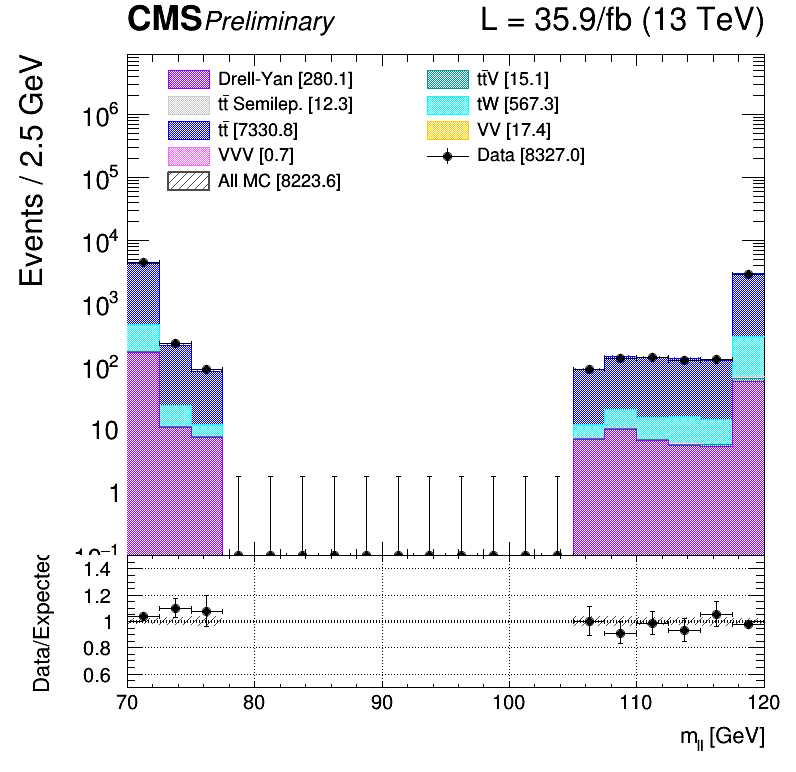 CMS Preliminary L = 35.9/fb (13 TeV)
Events / 2.5 GeV
Drell-Yan [280.1]
tt̄ Semilep. [12.3]
tt̄ [7330.8]
VVV [0.7]
All MC [8223.6]
tt̄V [15.1]
tW [567.3]
VV [17.4]
Data [8327.0]
10⁶
10⁵
10⁴
10³
10²
10
1
10⁻¹
Data/Expected
1.4
1.2
1
0.8
0.6
70 80 90 100 110 120
m_ll [GeV]